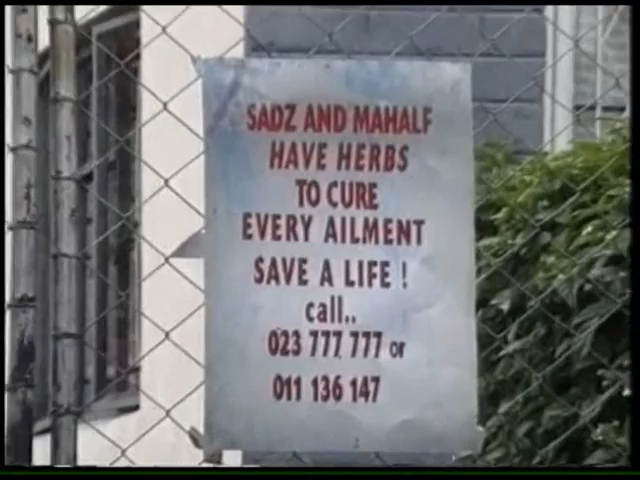 SADZ AND MAHALF
HAVE HERBS
TO CURE
EVERY AILMENT
SAVE A LIFE !
call..
023 777 777 or
011 136 147